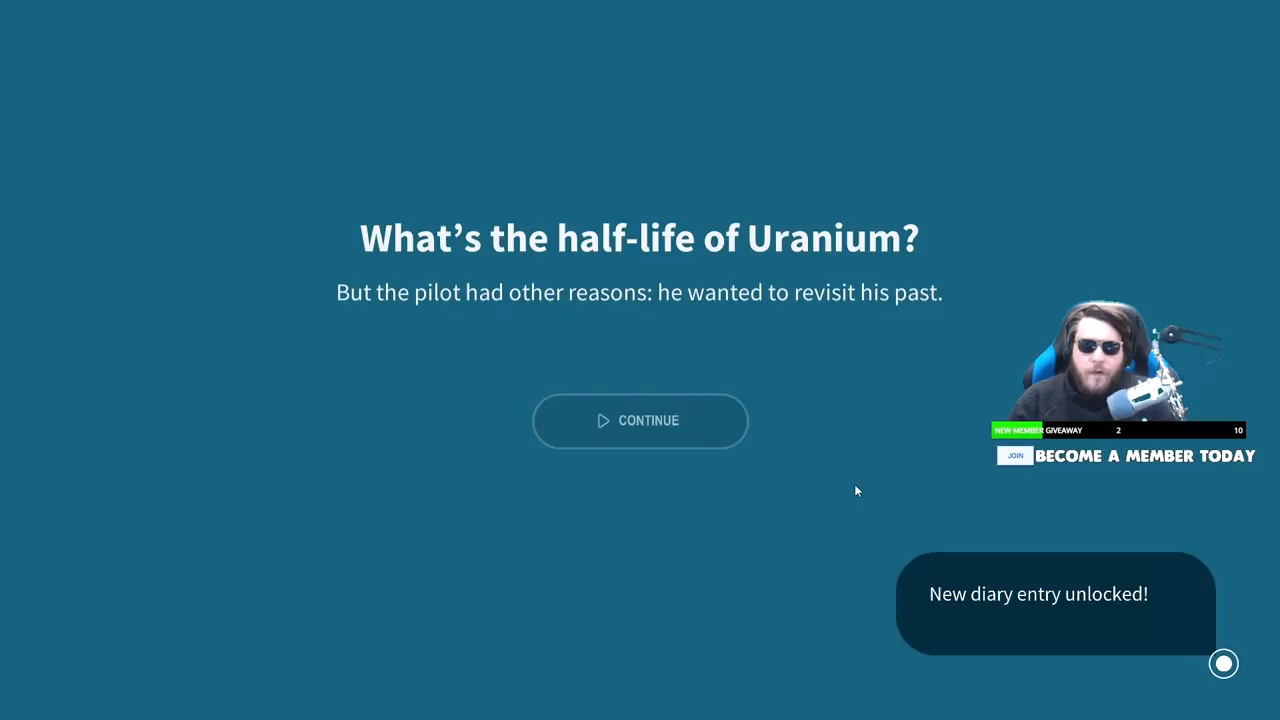 What’s the half-life of Uranium?
But the pilot had other reasons: he wanted to revisit his past.
CONTINUE
NEW MEMBER GIVEAWAY 2 10
JOIN BECOME A MEMBER TODAY
New diary entry unlocked!